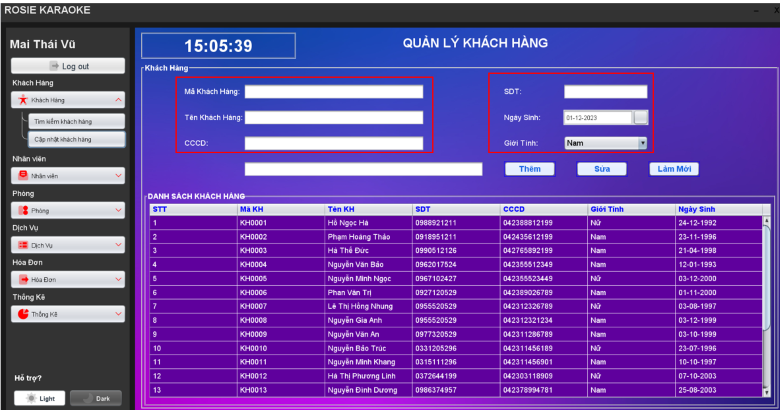 ROSIE KARAOKE
Mai Thái Vũ
Log out
Khách Hàng
Khách Hàng
Tìm kiếm khách hàng
Cập nhật khách hàng
Nhân viên
Nhân viên
Phòng
Phòng
Dịch Vụ
Dịch Vụ
Hóa Đơn
Hóa Đơn
Thống Kê
Thống Kê
Hỗ trợ?
Light Dark
15:05:39 QUẢN LÝ KHÁCH HÀNG
Khách Hàng
Mã Khách Hàng: SDT:
Tên Khách Hàng: Ngày Sinh: 01-12-2023
CCCD: Giới Tính: Nam
Thêm Sửa Làm Mới
DANH SÁCH KHÁCH HÀNG
STT Mã KH Tên KH SDT CCCD Giới Tính Ngày Sinh
1 KH0001 Hồ Ngọc Hà 0988921211 042388812199 Nữ 24-12-1992
2 KH0002 Phạm Hoàng Thảo 0918951211 042435612199 Nam 23-11-1996
3 KH0003 Hà Thế Đức 0990512126 042765892199 Nam 21-04-1998
4 KH0004 Nguyễn Văn Bảo 0962017524 042355512349 Nam 12-01-1993
5 KH0005 Nguyễn Minh Ngọc 0967102427 042355523449 Nữ 03-12-2000
6 KH0006 Phan Văn Trị 0927120529 042389026789 Nam 01-11-2000
7 KH0007 Lê Thị Hồng Nhung 0955520529 042312326789 Nữ 03-08-1997
8 KH0008 Nguyễn Gia Anh 0955520529 042312321234 Nam 03-12-1999
9 KH0009 Nguyễn Văn An 0977320529 042311286789 Nam 03-10-1999
10 KH0010 Nguyễn Bảo Trúc 0331205296 042311456189 Nữ 23-07-1996
11 KH0011 Nguyễn Minh Khang 0315111296 042311456901 Nam 10-10-1997
12 KH0012 Hà Thị Phương Linh 0372644199 042303118909 Nữ 07-10-2003
13 KH0013 Nguyễn Đình Dương 0986374957 042378994781 Nam 25-08-2003